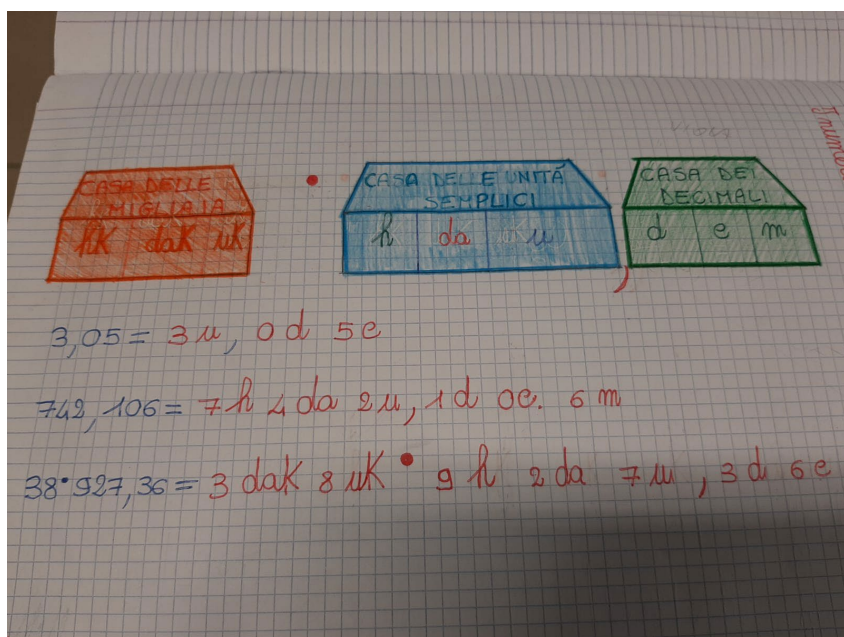 CASA DELLE MIGLIAIA
hK daK uK
•
CASA DELLE UNITÀ SEMPLICI
h da u
,
CASA DEI DECIMALI
d e m
3,05 = 3 u, 0 d 5 e
742,106 = 7 h 4 da 2 u, 1 d 0 e. 6 m
38•927,36 = 3 daK 8 uK • 9 h 2 da 7 u , 3 d 6 e